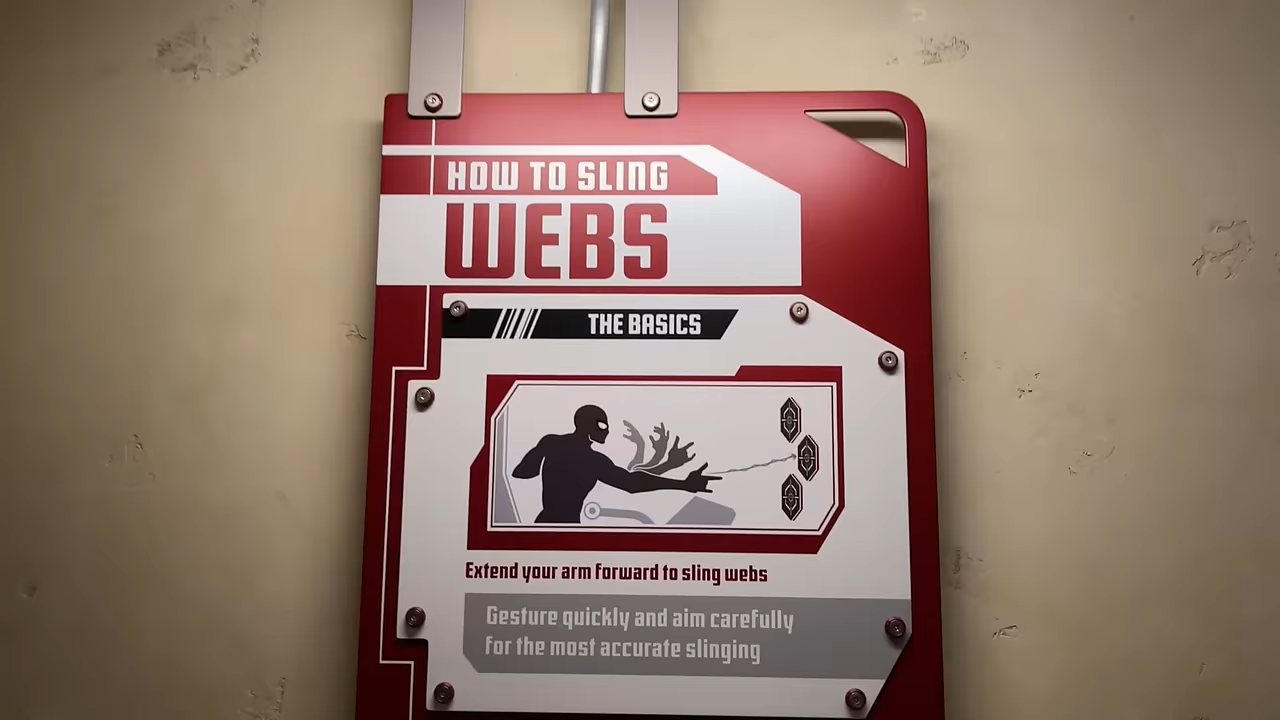 HOW TO SLING
WEBS
THE BASICS
Extend your arm forward to sling webs
Gesture quickly and aim carefully
for the most accurate slinging